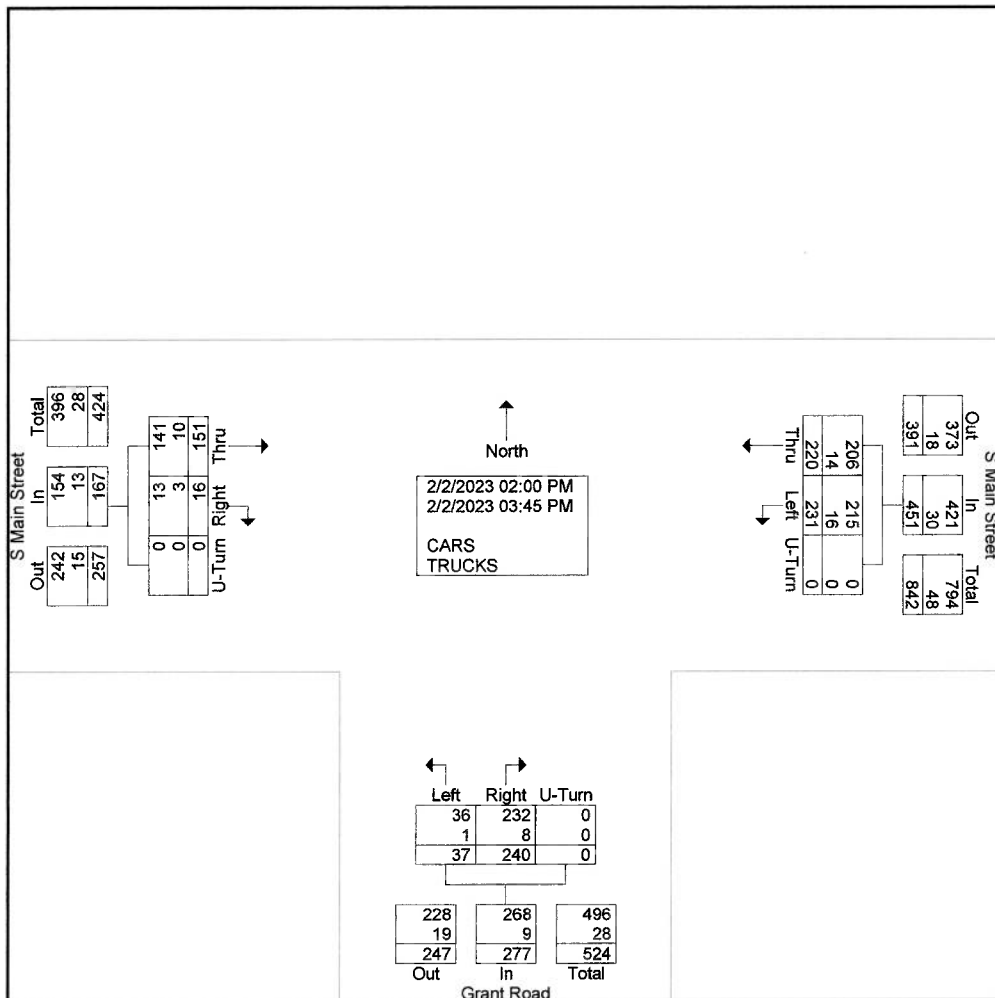 S Main Street
Total
396
28
424
In
154
13
167
Out
242
15
257
Thru
141
10
151
Right
13
3
16
U-Turn
0
0
0
North
2/2/2023 02:00 PM
2/2/2023 03:45 PM
CARS
TRUCKS
S Main Street
Out
373
18
391
In
421
30
451
Total
794
48
842
Thru
206
14
220
Left
215
16
231
U-Turn
0
0
0
Left Right U-Turn
36 232 0
1 8 0
37 240 0
228 268 496
19 9 28
247 277 524
Out In Total
Grant Road